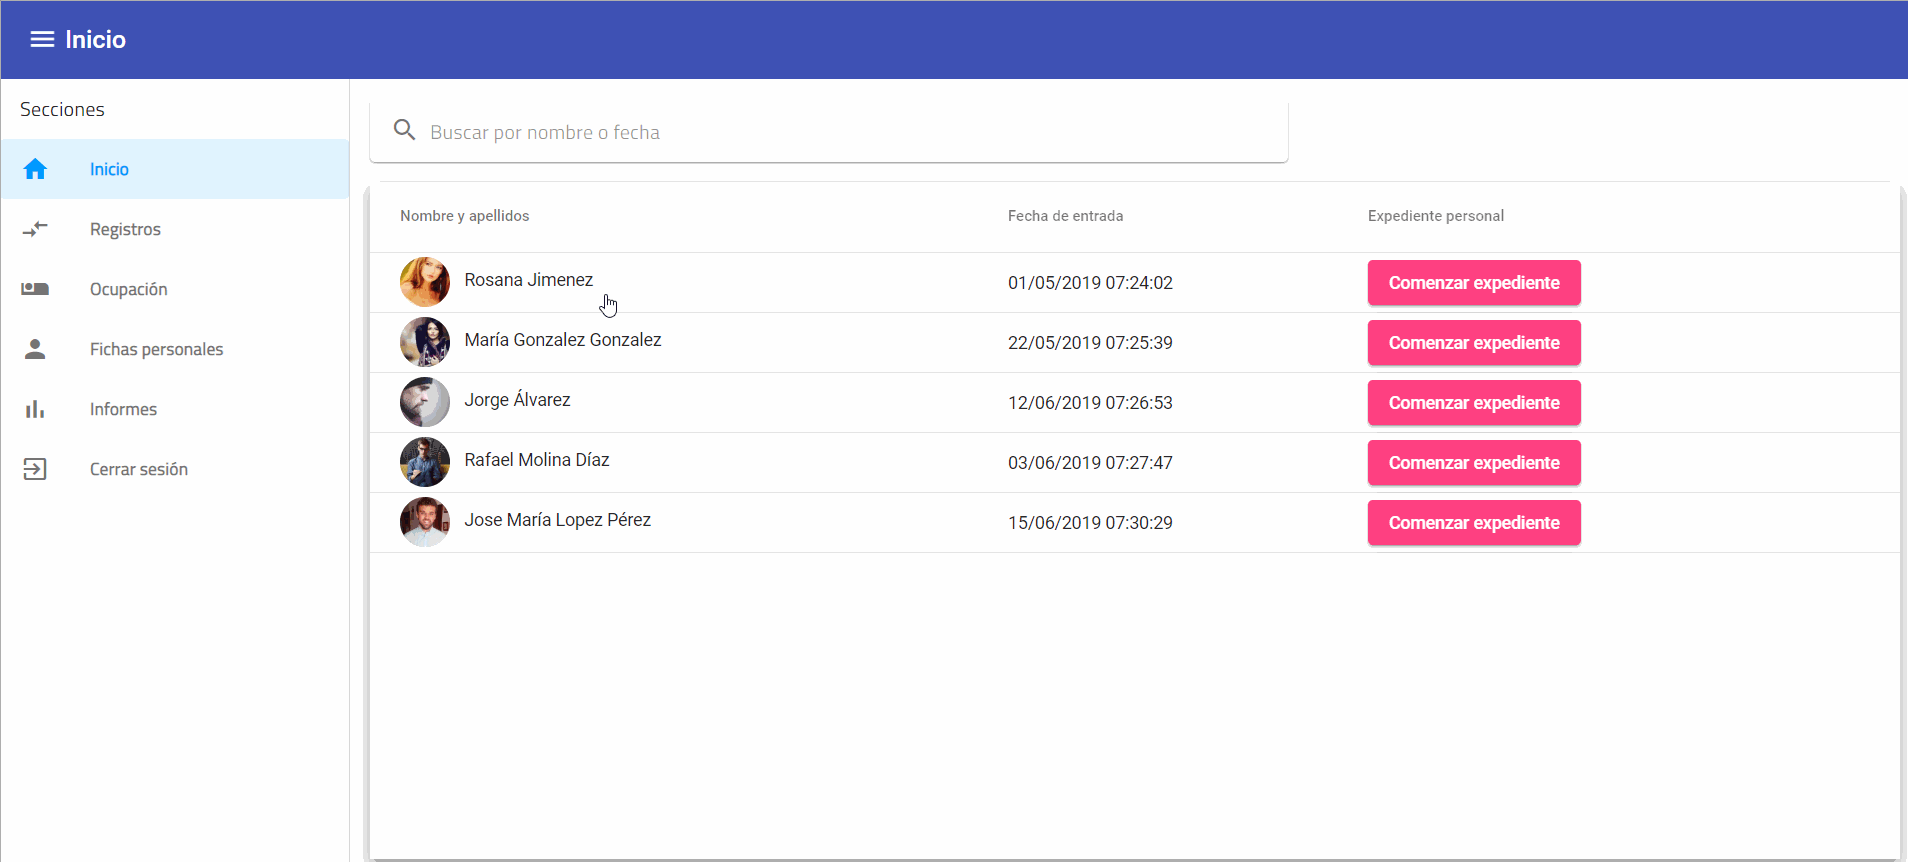 Inicio
Secciones
Inicio
Registros
Ocupación
Fichas personales
Informes
Cerrar sesión
Buscar por nombre o fecha
Nombre y apellidos Fecha de entrada Expediente personal
Rosana Jimenez 01/05/2019 07:24:02 Comenzar expediente
María Gonzalez Gonzalez 22/05/2019 07:25:39 Comenzar expediente
Jorge Álvarez 12/06/2019 07:26:53 Comenzar expediente
Rafael Molina Díaz 03/06/2019 07:27:47 Comenzar expediente
Jose María Lopez Pérez 15/06/2019 07:30:29 Comenzar expediente